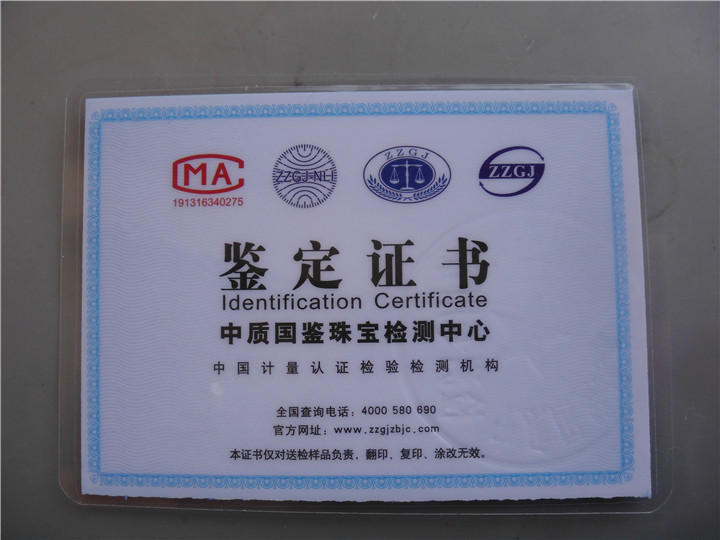 CMA
191316340275
ZZGJ-NLI
ZZGJ
ZZGJ
鉴定证书
Identification Certificate
中质国鉴珠宝检测中心
中国计量认证检验检测机构
全国查询电话：4000 580 690
官方网址：www.zzgjzbjc.com
本证书仅对送检样品负责，翻印、复印、涂改无效。